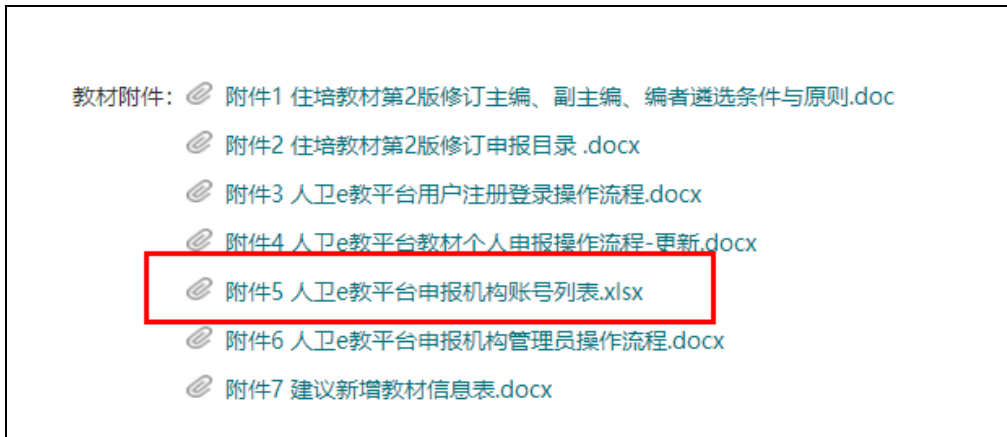 教材附件： 附件1 住培教材第2版修订主编、副主编、编者遴选条件与原则.doc
附件2 住培教材第2版修订申报目录 .docx
附件3 人卫e教平台用户注册登录操作流程.docx
附件4 人卫e教平台教材个人申报操作流程-更新.docx
附件5 人卫e教平台申报机构账号列表.xlsx
附件6 人卫e教平台申报机构管理员操作流程.docx
附件7 建议新增教材信息表.docx